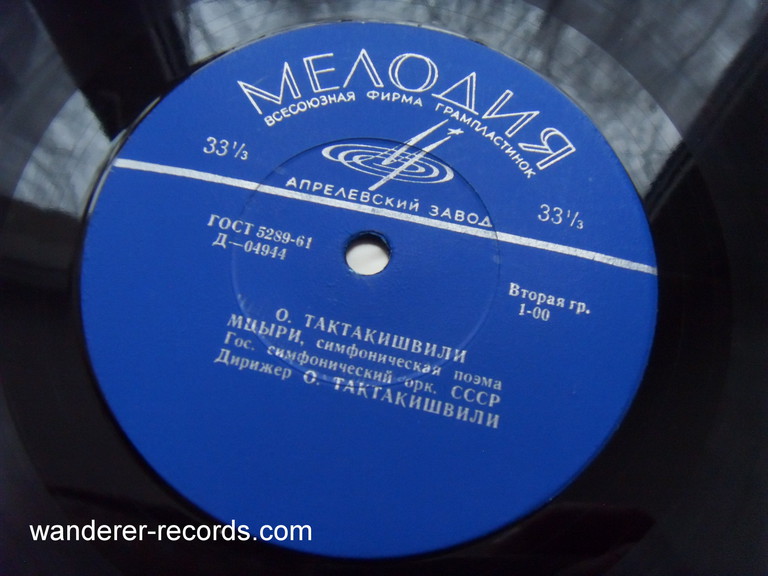 МЕЛОДИЯ
ВСЕСОЮЗНАЯ ФИРМА ГРАМПЛАСТИНОК
33⅓
АПРЕЛЕВСКИЙ ЗАВОД
33⅓
ГОСТ 5289-61
Д—04944
Вторая гр.
1-00
О. ТАКТАКИШВИЛИ
МЦЫРИ, симфоническая поэма
Гос. симфонический орк. СССР
Дирижер О. ТАКТАКИШВИЛИ
wanderer-records.com